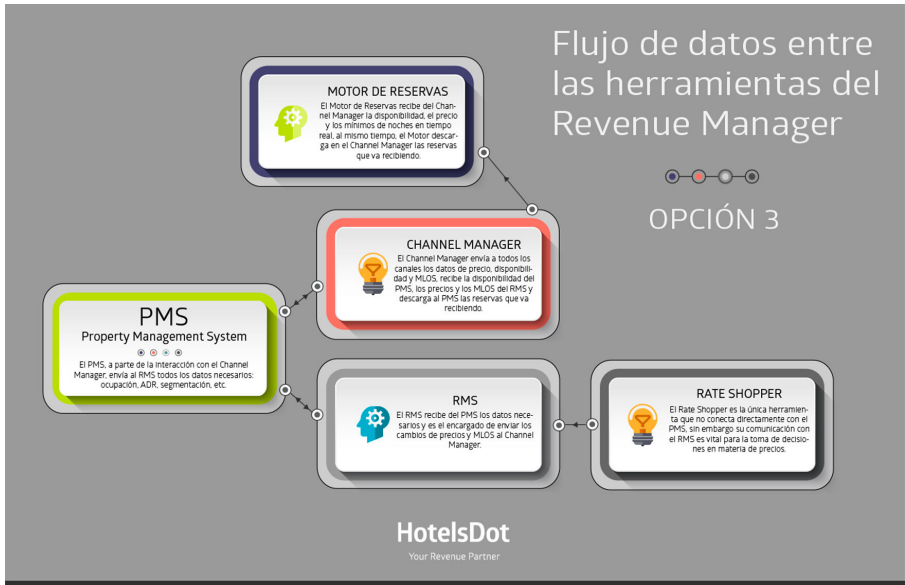 Flujo de datos entre
las herramientas del
Revenue Manager
OPCIÓN 3
MOTOR DE RESERVAS
El Motor de Reservas recibe del Chan-
nel Manager la disponibilidad, el precio
y los mínimos de noches en tiempo
real, al mismo tiempo, el Motor descar-
ga en el Channel Manager las reservas
que va recibiendo.
CHANNEL MANAGER
El Channel Manager envía a todos los
canales los datos de precio, disponibili-
dad y MLOS, recibe la disponibilidad del
PMS, los precios y los MLOS del RMS y
descarga al PMS las reservas que va
recibiendo.
PMS
Property Management System
El PMS, a parte de la interacción con el Channel
Manager, envía al RMS todos los datos necesarios:
ocupación, ADR, segmentación, etc.
RMS
El RMS recibe del PMS los datos nece-
sarios y es el encargado de enviar los
cambios de precios y MLOS al Channel
Manager.
RATE SHOPPER
El Rate Shopper es la única herramien-
ta que no conecta directamente con el
PMS, sin embargo su comunicación con
el RMS es vital para la toma de decisio-
nes en materia de precios.
HotelsDot
Your Revenue Partner